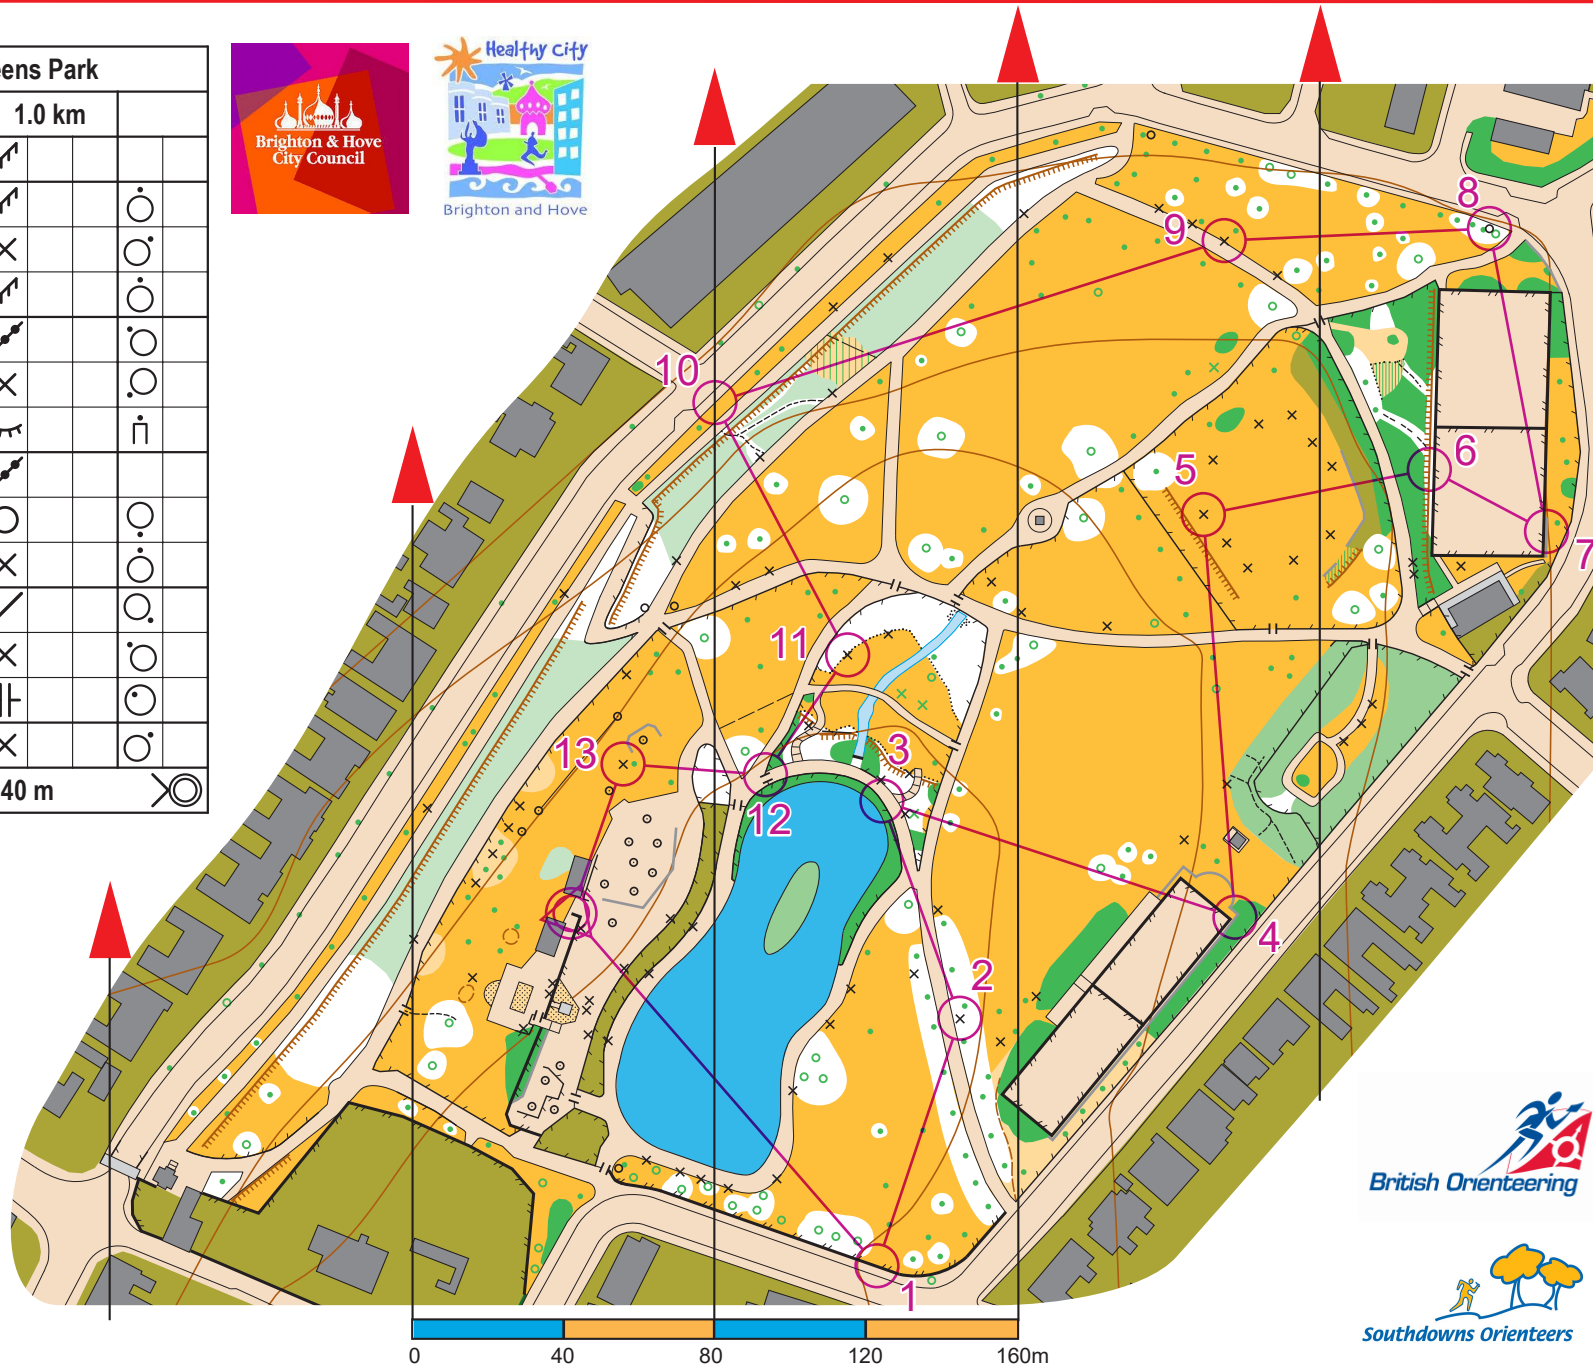 eens Park
1.0 km
40 m
Brighton & Hove
City Council
Healthy City
Brighton and Hove
8
9
10
5
6
7
11
3
13
12
4
2
1
0 40 80 120 160m
British Orienteering
Southdowns Orienteers